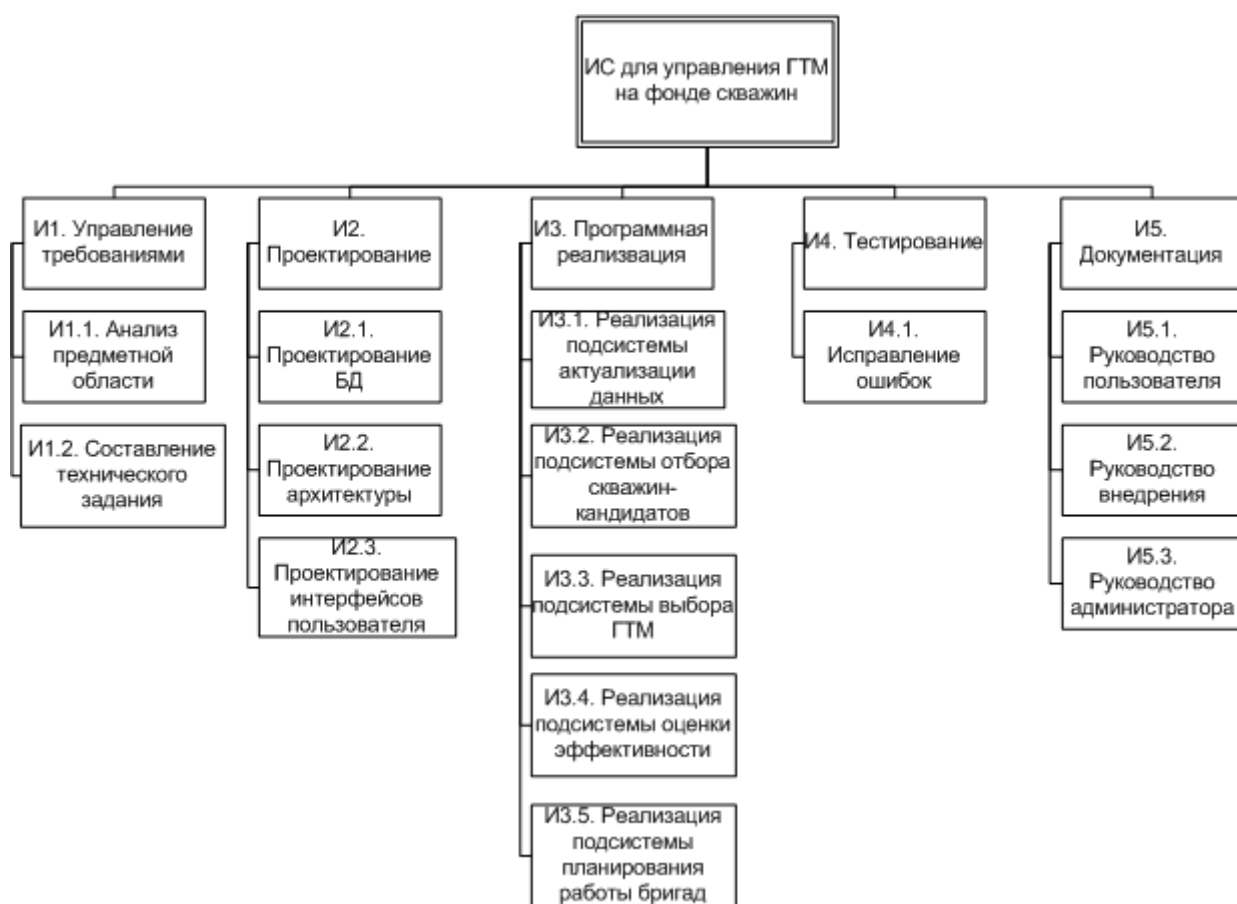 ИС для управления ГТМ
на фонде скважин
И1. Управление
требованиями
И1.1. Анализ
предметной
области
И1.2. Составление
технического
задания
И2.
Проектирование
И2.1.
Проектирование
БД
И2.2.
Проектирование
архитектуры
И2.3.
Проектирование
интерфейсов
пользователя
И3. Программная
реализвация
И3.1. Реализация
подсистемы
актуализации
данных
И3.2. Реализация
подсистемы отбора
скважин-
кандидатов
И3.3. Реализация
подсистемы выбора
ГТМ
И3.4. Реализация
подсистемы оценки
эффективности
И3.5. Реализация
подсистемы
планирования
работы бригад
И4. Тестирование
И4.1.
Исправление
ошибок
И5.
Документация
И5.1.
Руководство
пользователя
И5.2.
Руководство
внедрения
И5.3.
Руководство
администратора